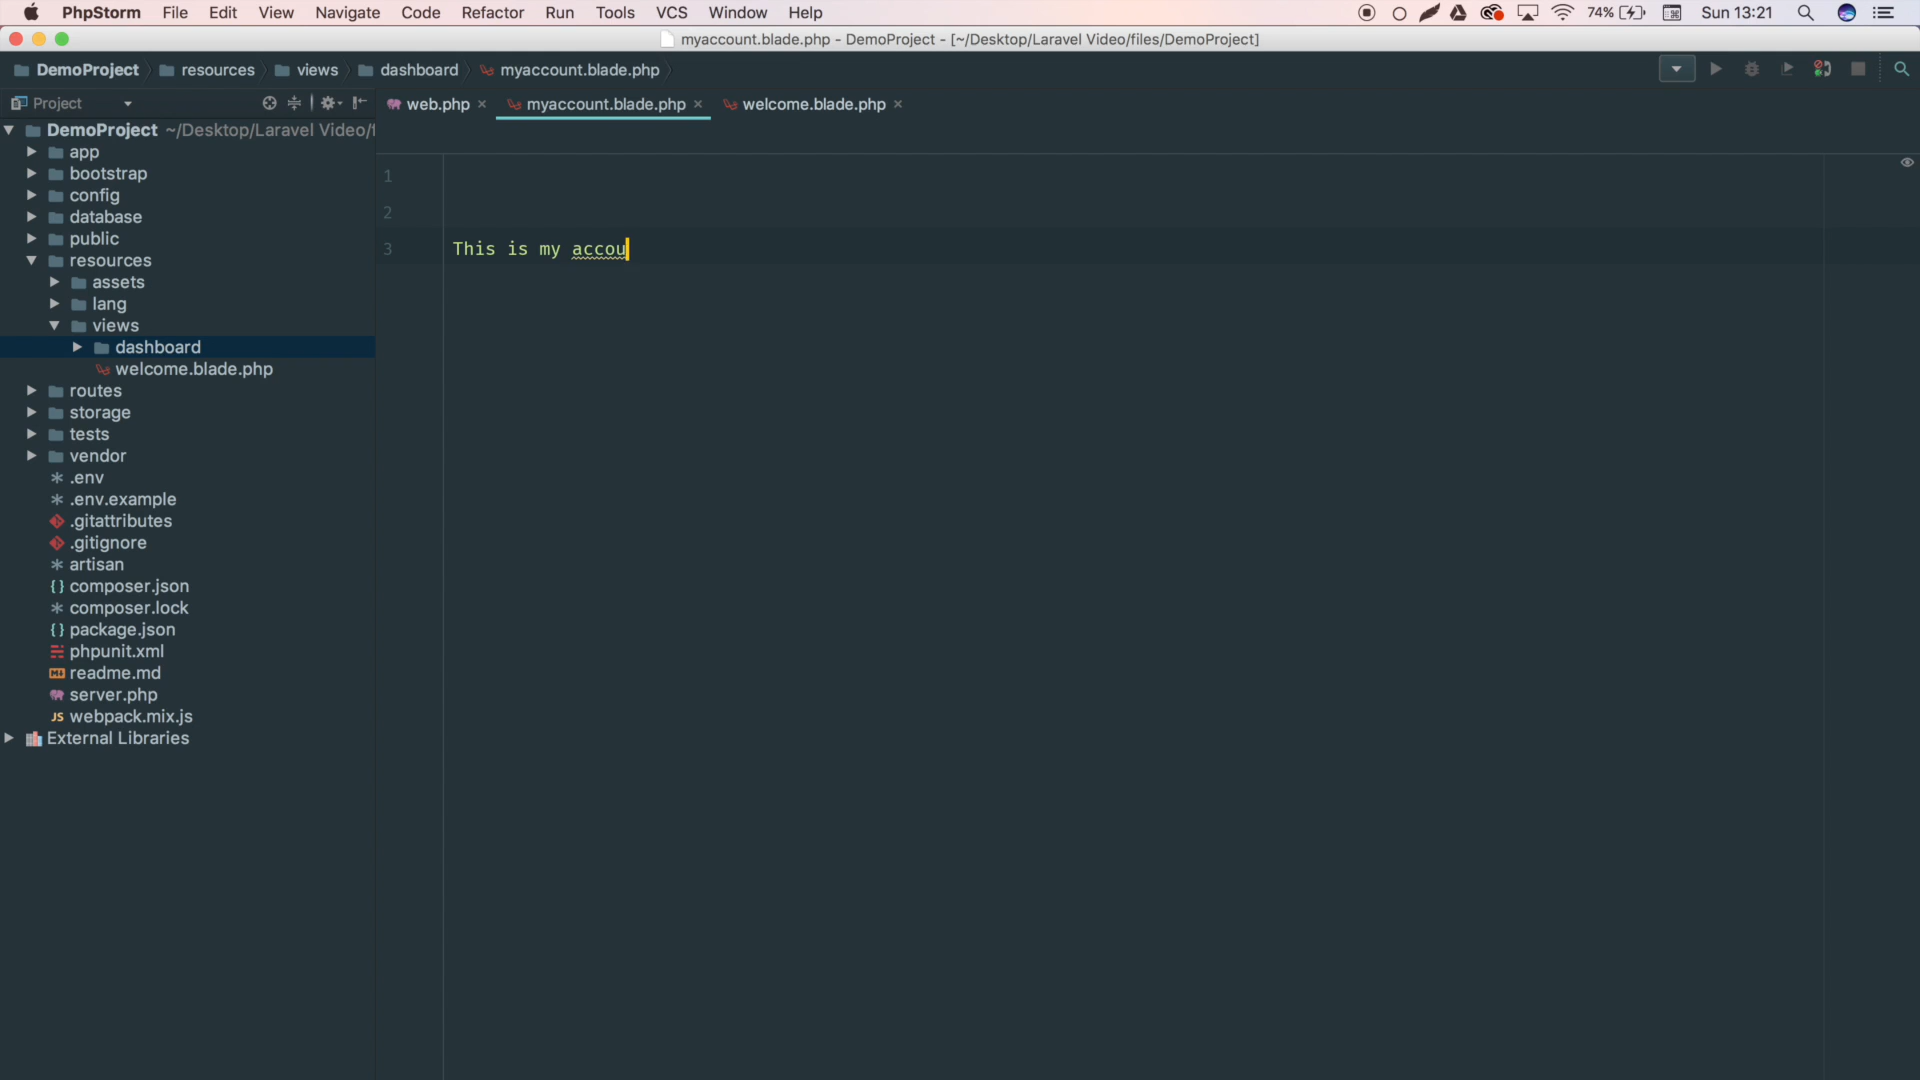 PhpStorm File Edit View Navigate Code Refactor Run Tools VCS Window Help 74% Sun 13:21
myaccount.blade.php - DemoProject - [~/Desktop/Laravel Video/files/DemoProject]
DemoProject resources views dashboard myaccount.blade.php
Project
web.php myaccount.blade.php welcome.blade.php
DemoProject ~/Desktop/Laravel Video/f
app
bootstrap
config
database
public
resources
assets
lang
views
dashboard
welcome.blade.php
routes
storage
tests
vendor
.env
.env.example
.gitattributes
.gitignore
artisan
composer.json
composer.lock
package.json
phpunit.xml
readme.md
server.php
JS webpack.mix.js
External Libraries
1
2
3 This is my accou